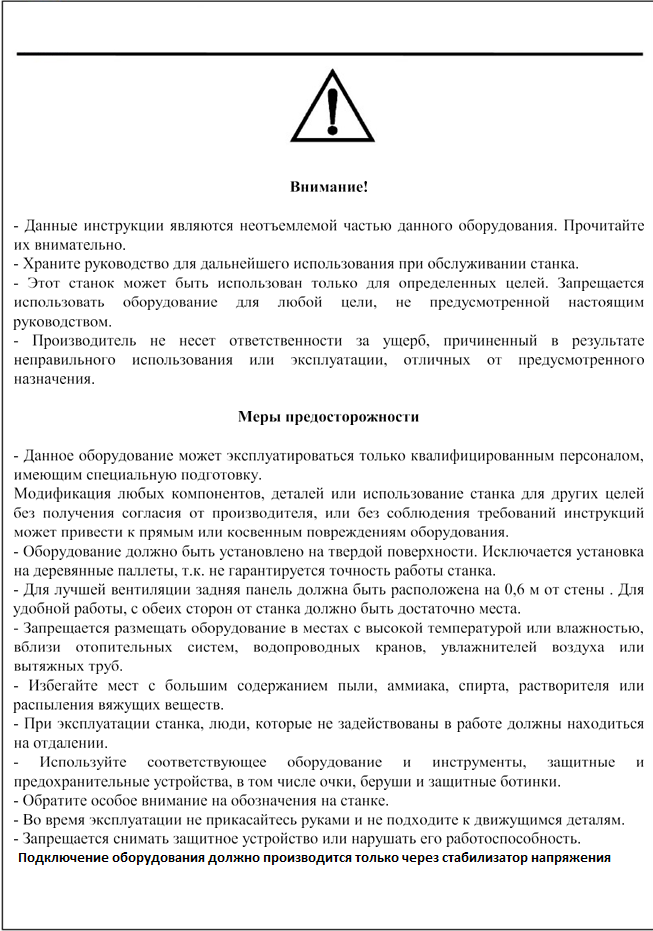 Внимание!
- Данные инструкции являются неотъемлемой частью данного оборудования. Прочитайте
их внимательно.
- Храните руководство для дальнейшего использования при обслуживании станка.
- Этот станок может быть использован только для определенных целей. Запрещается
использовать оборудование для любой цели, не предусмотренной настоящим
руководством.
- Производитель не несет ответственности за ущерб, причиненный в результате
неправильного использования или эксплуатации, отличных от предусмотренного
назначения.
Меры предосторожности
- Данное оборудование может эксплуатироваться только квалифицированным персоналом,
имеющим специальную подготовку.
Модификация любых компонентов, деталей или использование станка для других целей
без получения согласия от производителя, или без соблюдения требований инструкций
может привести к прямым или косвенным повреждениям оборудования.
- Оборудование должно быть установлено на твердой поверхности. Исключается установка
на деревянные паллеты, т.к. не гарантируется точность работы станка.
- Для лучшей вентиляции задняя панель должна быть расположена на 0,6 м от стены . Для
удобной работы, с обеих сторон от станка должно быть достаточно места.
- Запрещается размещать оборудование в местах с высокой температурой или влажностью,
вблизи отопительных систем, водопроводных кранов, увлажнителей воздуха или
вытяжных труб.
- Избегайте мест с большим содержанием пыли, аммиака, спирта, растворителя или
распыления вяжущих веществ.
- При эксплуатации станка, люди, которые не задействованы в работе должны находиться
на отдалении.
- Используйте соответствующее оборудование и инструменты, защитные и
предохранительные устройства, в том числе очки, беруши и защитные ботинки.
- Обратите особое внимание на обозначения на станке.
- Во время эксплуатации не прикасайтесь руками и не подходите к движущимся деталям.
- Запрещается снимать защитное устройство или нарушать его работоспособность.
Подключение оборудования должно производится только через стабилизатор напряжения